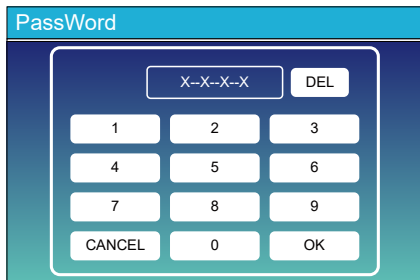 PassWord
X--X--X--X DEL
1 2 3
4 5 6
7 8 9
CANCEL 0 OK